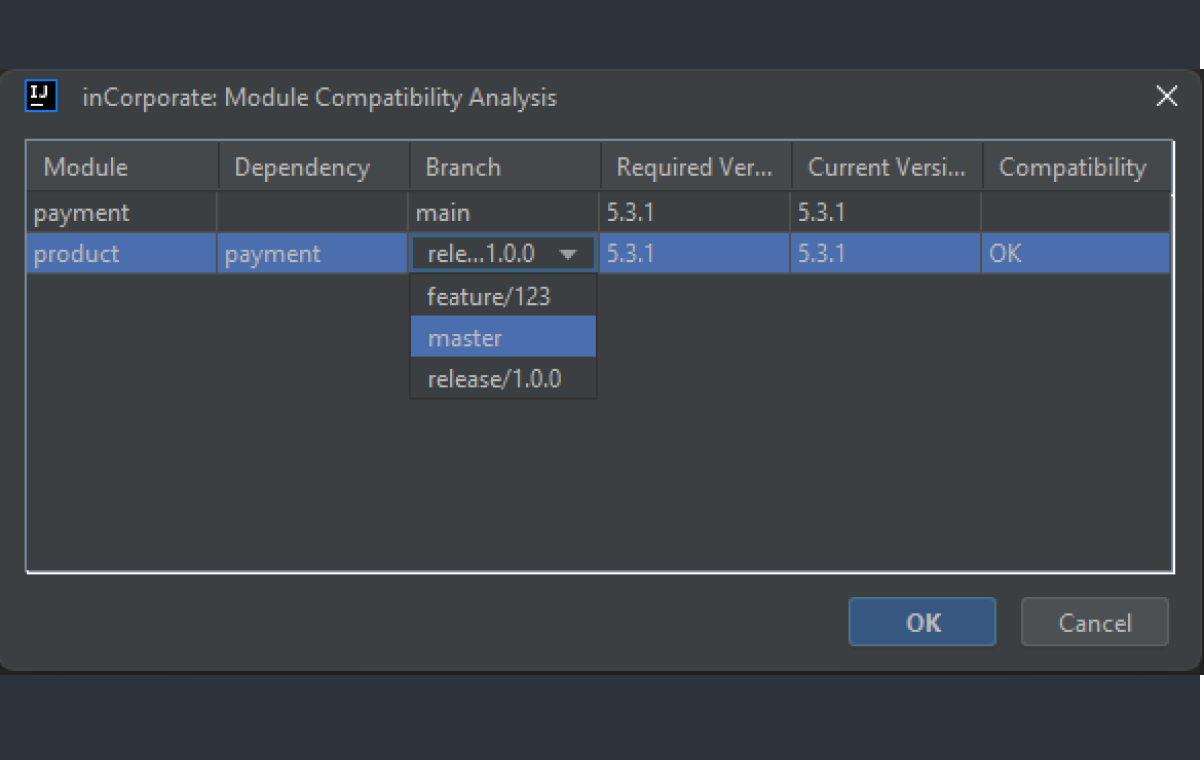 IJ
inCorporate: Module Compatibility Analysis
Module Dependency Branch Required Ver... Current Versi... Compatibility
payment main 5.3.1 5.3.1
product payment rele...1.0.0 5.3.1 5.3.1 OK
feature/123
master
release/1.0.0
OK Cancel